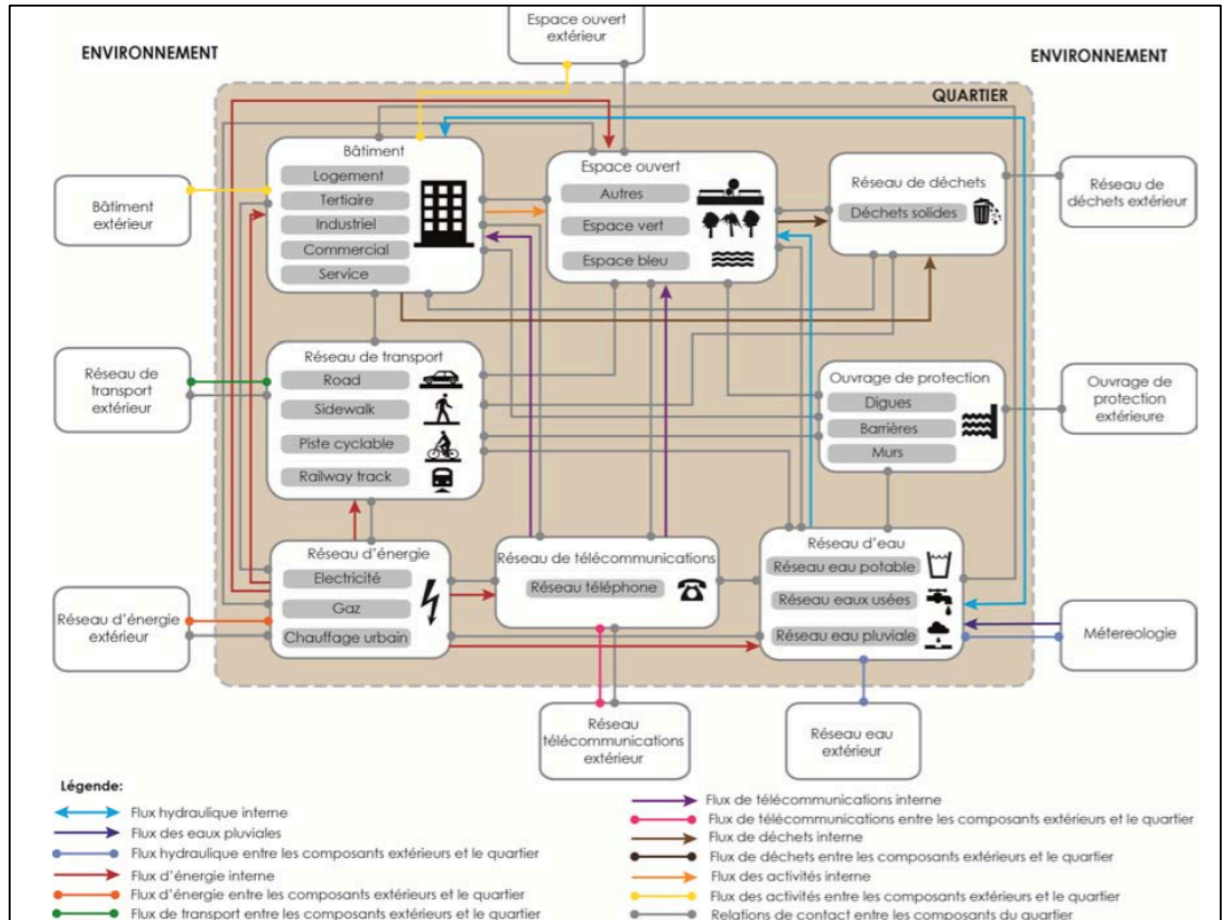 Espace ouvert
extérieur
ENVIRONNEMENT
ENVIRONNEMENT
QUARTIER
Bâtiment
Logement
Tertiaire
Industriel
Commercial
Service
Espace ouvert
Autres
Espace vert
Espace bleu
Réseau de déchets
Déchets solides
Bâtiment
extérieur
Réseau de
déchets extérieur
Réseau de transport
Road
Sidewalk
Piste cyclable
Railway track
Réseau de
transport
extérieur
Ouvrage de protection
Digues
Barrières
Murs
Ouvrage de
protection
extérieure
Réseau d'énergie
Electricité
Gaz
Chauffage urbain
Réseau de télécommunications
Réseau téléphone
Réseau d'eau
Réseau eau potable
Réseau eaux usées
Réseau eau pluviale
Réseau d'énergie
extérieur
Métereologie
Réseau
télécommunications
extérieur
Réseau eau
extérieur
Légende:
Flux hydraulique interne
Flux des eaux pluviales
Flux hydraulique entre les composants extérieurs et le quartier
Flux d'énergie interne
Flux d'énergie entre les composants extérieurs et le quartier
Flux de transport entre les composants extérieurs et le quartier
Flux de télécommunications interne
Flux de télécommunications entre les composants extérieurs et le quartier
Flux de déchets interne
Flux de déchets entre les composants extérieurs et le quartier
Flux des activités interne
Flux des activités entre les composants extérieurs et le quartier
Relations de contact entre les composants du quartier